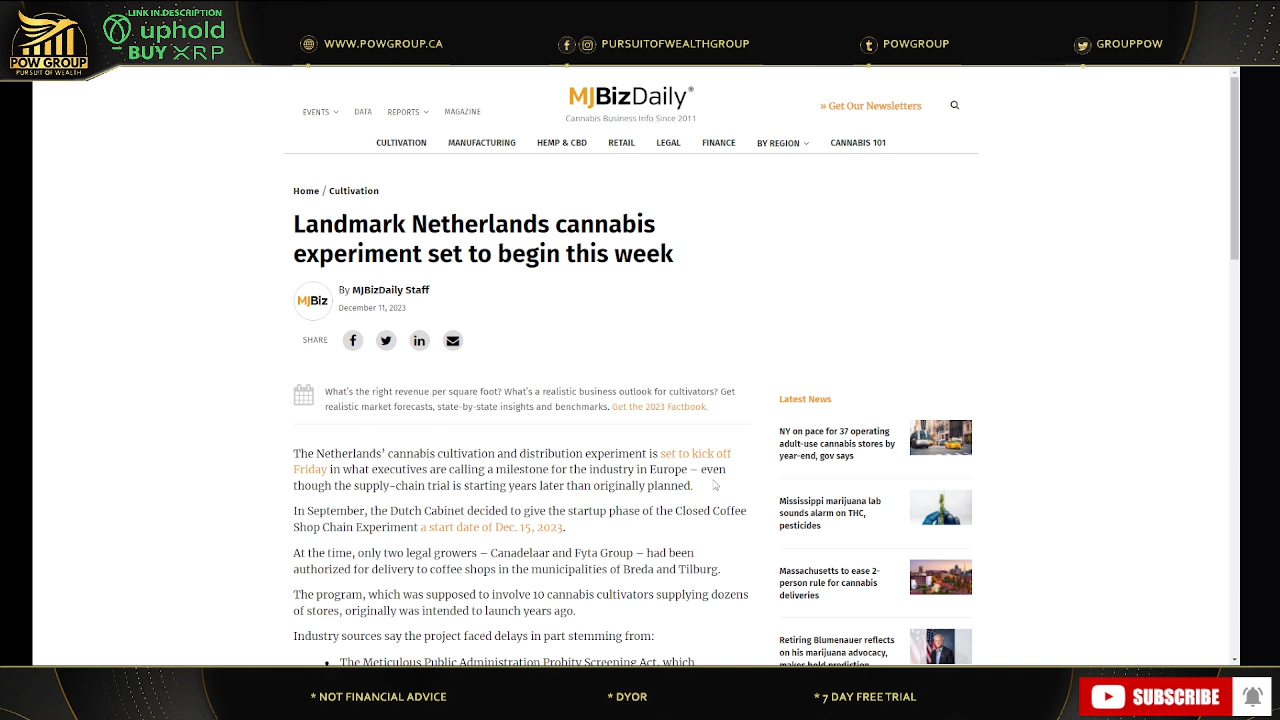 LINK IN DESCRIPTION
uphold
BUY XRP
POW GROUP
PURSUIT OF WEALTH
WWW.POWGROUP.CA
PURSUITOFWEALTHGROUP
POWGROUP
GROUPPOW
MJBizDaily®
Cannabis Business Info Since 2011
EVENTS
DATA
REPORTS
MAGAZINE
» Get Our Newsletters
CULTIVATION
MANUFACTURING
HEMP & CBD
RETAIL
LEGAL
FINANCE
BY REGION
CANNABIS 101
Home / Cultivation
Landmark Netherlands cannabis
experiment set to begin this week
MJBiz
By MJBizDaily Staff
December 11, 2023
SHARE
What's the right revenue per square foot? What's a realistic business outlook for cultivators? Get
realistic market forecasts, state-by-state insights and benchmarks. Get the 2023 Factbook.
The Netherlands' cannabis cultivation and distribution experiment is set to kick off
Friday in what executives are calling a milestone for the industry in Europe – even
though the supply-chain trial is starting years later than originally planned.
In September, the Dutch Cabinet decided to give the startup phase of the Closed Coffee
Shop Chain Experiment a start date of Dec. 15, 2023.
At the time, only two legal growers – Canadelaar and Fyta Group – had been
authorized for delivery to coffee shops in the municipalities of Breda and Tilburg.
The program, which was supposed to involve 10 cannabis cultivators supplying dozens
of stores, originally was intended to launch years ago.
Industry sources say the project faced delays in part stemming from:
• The Meticulous Public Administration Probity Screening Act, which
Latest News
NY on pace for 37 operating
adult-use cannabis stores by
year-end, gov says
Mississippi marijuana lab
sounds alarm on THC,
pesticides
Massachusetts to ease 2-
person rule for cannabis
deliveries
Retiring Blumenauer reflects
on his marijuana advocacy,
makes bold prediction
* NOT FINANCIAL ADVICE
* DYOR
* 7 DAY FREE TRIAL
SUBSCRIBE